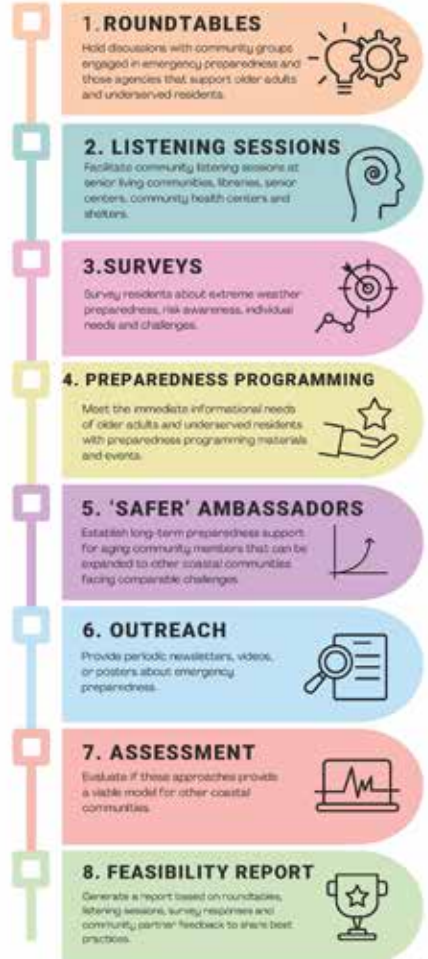 1. ROUNDTABLES
Hold discussions with community groups
engaged in emergency preparedness and
those agencies that support older adults
and underserved residents.
2. LISTENING SESSIONS
Facilitate community listening sessions at
senior living communities, libraries, senior
centers, community health centers and
shelters.
3.SURVEYS
Survey residents about extreme weather
preparedness, risk awareness, individual
needs and challenges.
4. PREPAREDNESS PROGRAMMING
Meet the immediate informational needs
of older adults and underserved residents
with preparedness programming materials
and events.
5. 'SAFER' AMBASSADORS
Establish long-term preparedness support
for aging community members that can be
expanded to other coastal communities
facing comparable challenges.
6. OUTREACH
Provide periodic newsletters, videos,
or posters about emergency
preparedness.
7. ASSESSMENT
Evaluate if these approaches provide
a viable model for other coastal
communities.
8. FEASIBILITY REPORT
Generate a report based on roundtables,
listening sessions, survey responses and
community partner feedback to share best
practices.